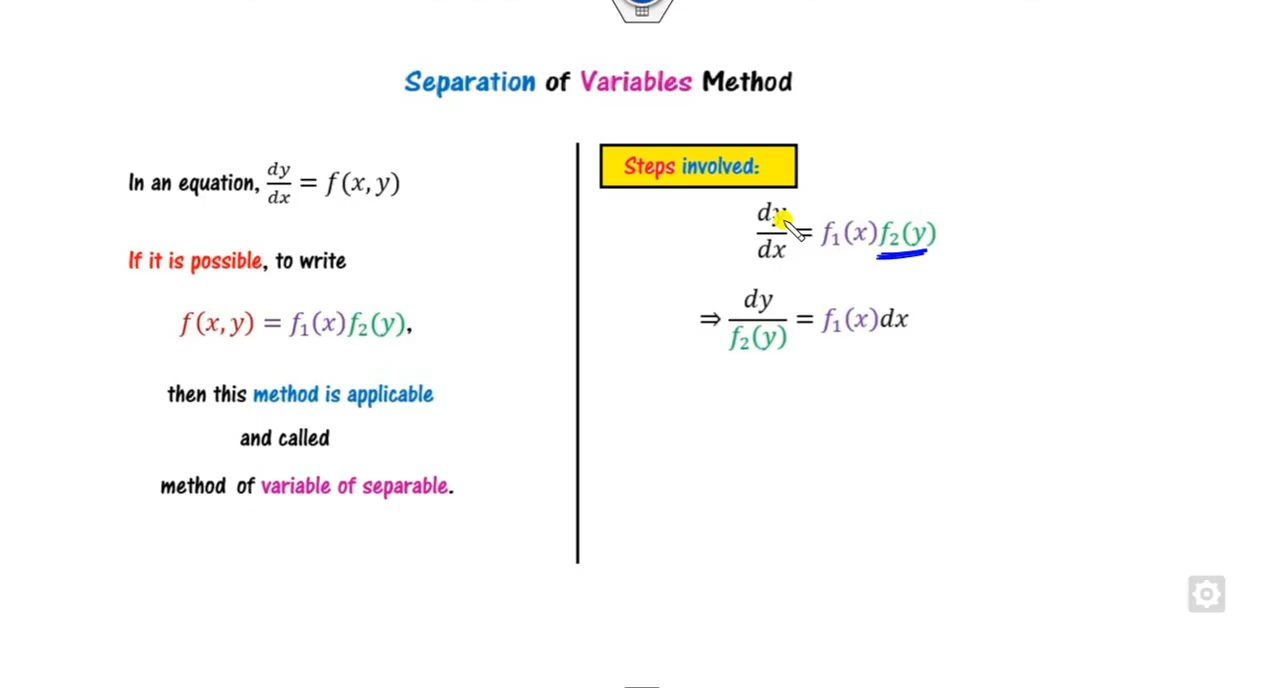 Separation of Variables Method
In an equation, dy/dx = f(x, y)
If it is possible, to write
f(x, y) = f₁(x)f₂(y),
then this method is applicable
and called
method of variable of separable.
Steps involved:
dy/dx = f₁(x)f₂(y)
⇒ dy/f₂(y) = f₁(x)dx